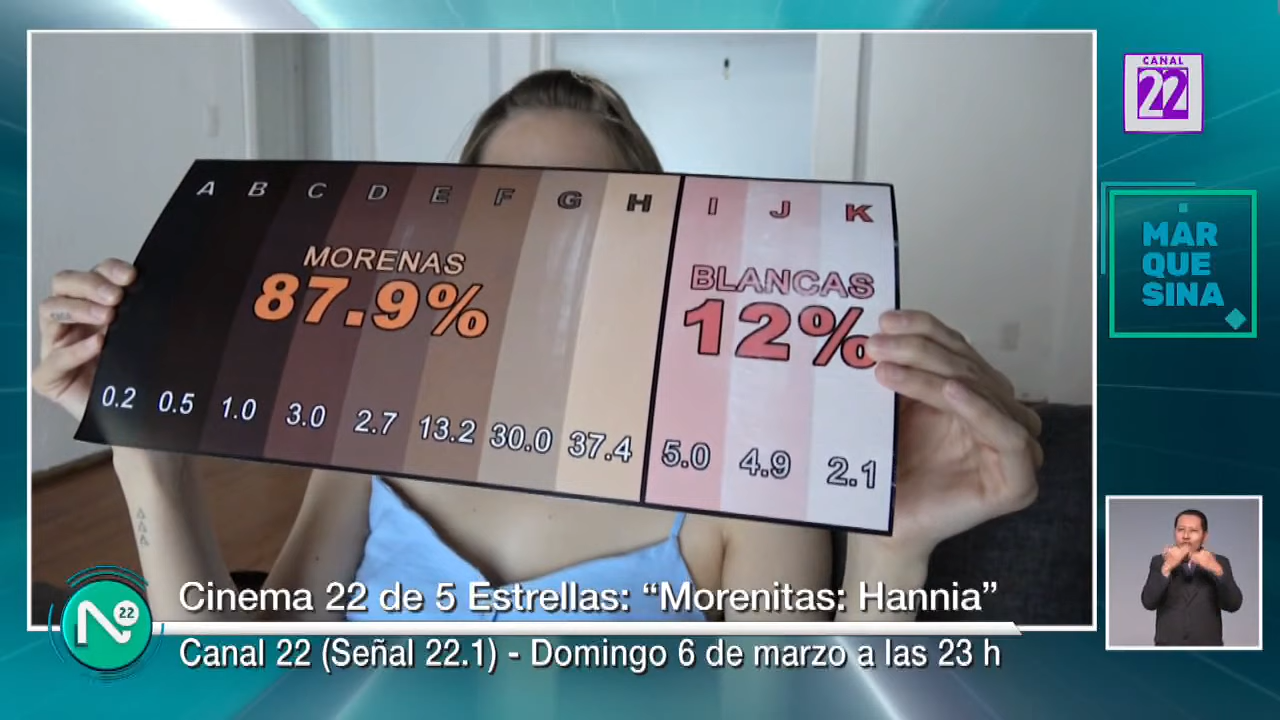 CANAL
22
A B C D E F G H I J K
MORENAS
87.9%
BLANCAS
12%
0.2 0.5 1.0 3.0 2.7 13.2 30.0 37.4 5.0 4.9 2.1
MAR
QUE
SINA
N 22
Cinema 22 de 5 Estrellas: “Morenitas: Hannia”
Canal 22 (Señal 22.1) - Domingo 6 de marzo a las 23 h